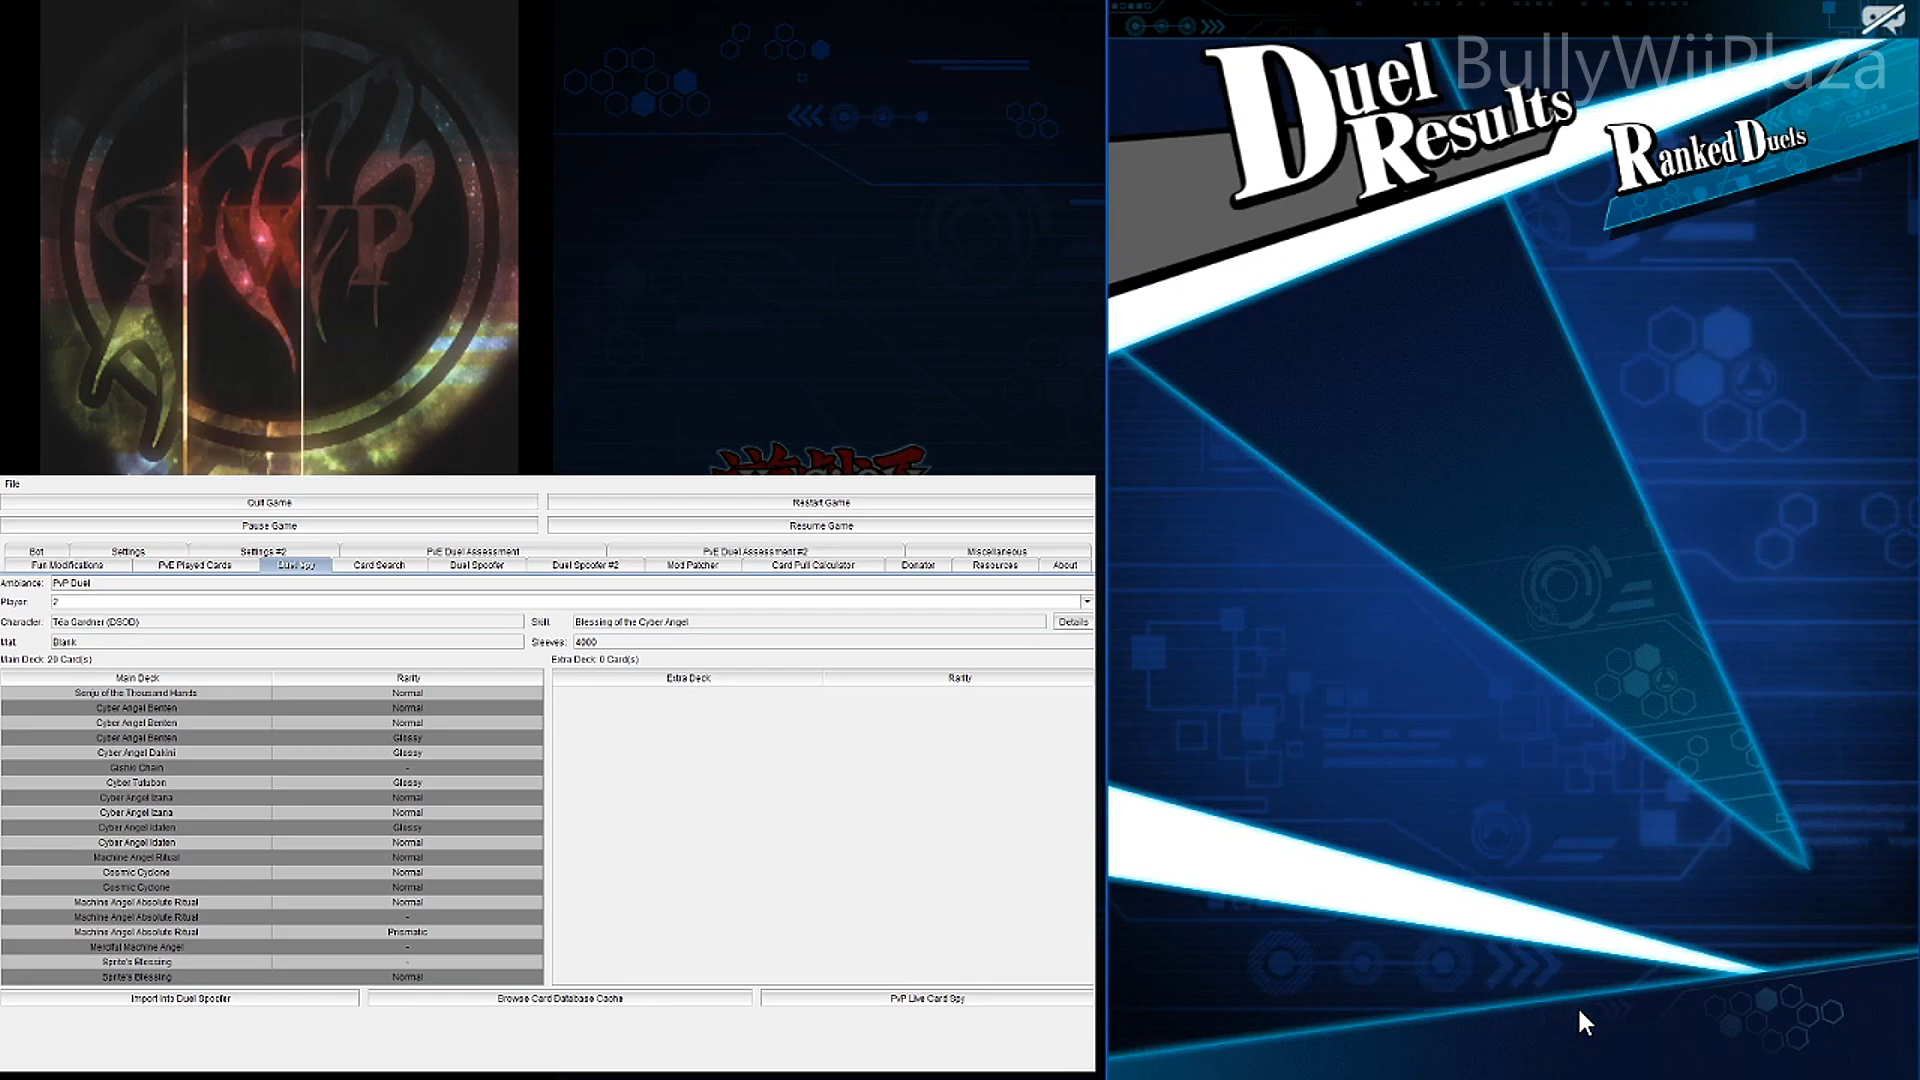 BWP
BullyWiiPlaza
Duel
Results
Ranked Duels
File
Quit Game
Restart Game
Pause Game
Resume Game
Bot Settings Settings #2 PvE Duel Assessment PvE Duel Assessment #2 Miscellaneous
Fun Modifications PvE Played Cards Duel Spy Card Search Duel Spoofer Duel Spoofer #2 Mod Patcher Card Pull Calculator Donator Resources About
Ambiance: PvP Duel
Player: 2
Character: Téa Gardner (DSOD) Skill: Blessing of the Cyber Angel Details
Mat: Blank Sleeves: 4000
Main Deck: 20 Card(s) Extra Deck: 0 Card(s)
Main Deck Rarity Extra Deck Rarity
Senju of the Thousand Hands Normal
Cyber Angel Benten Normal
Cyber Angel Benten Normal
Cyber Angel Benten Glossy
Cyber Angel Dakini Glossy
Gishki Chain -
Cyber Tutubon Glossy
Cyber Angel Izana Normal
Cyber Angel Izana Normal
Cyber Angel Idaten Glossy
Cyber Angel Idaten Normal
Machine Angel Ritual Normal
Cosmic Cyclone Normal
Cosmic Cyclone Normal
Machine Angel Absolute Ritual Normal
Machine Angel Absolute Ritual -
Machine Angel Absolute Ritual Prismatic
Merciful Machine Angel -
Sprite's Blessing -
Sprite's Blessing Normal
Import Into Duel Spoofer Browse Card Database Cache PvP Live Card Spy